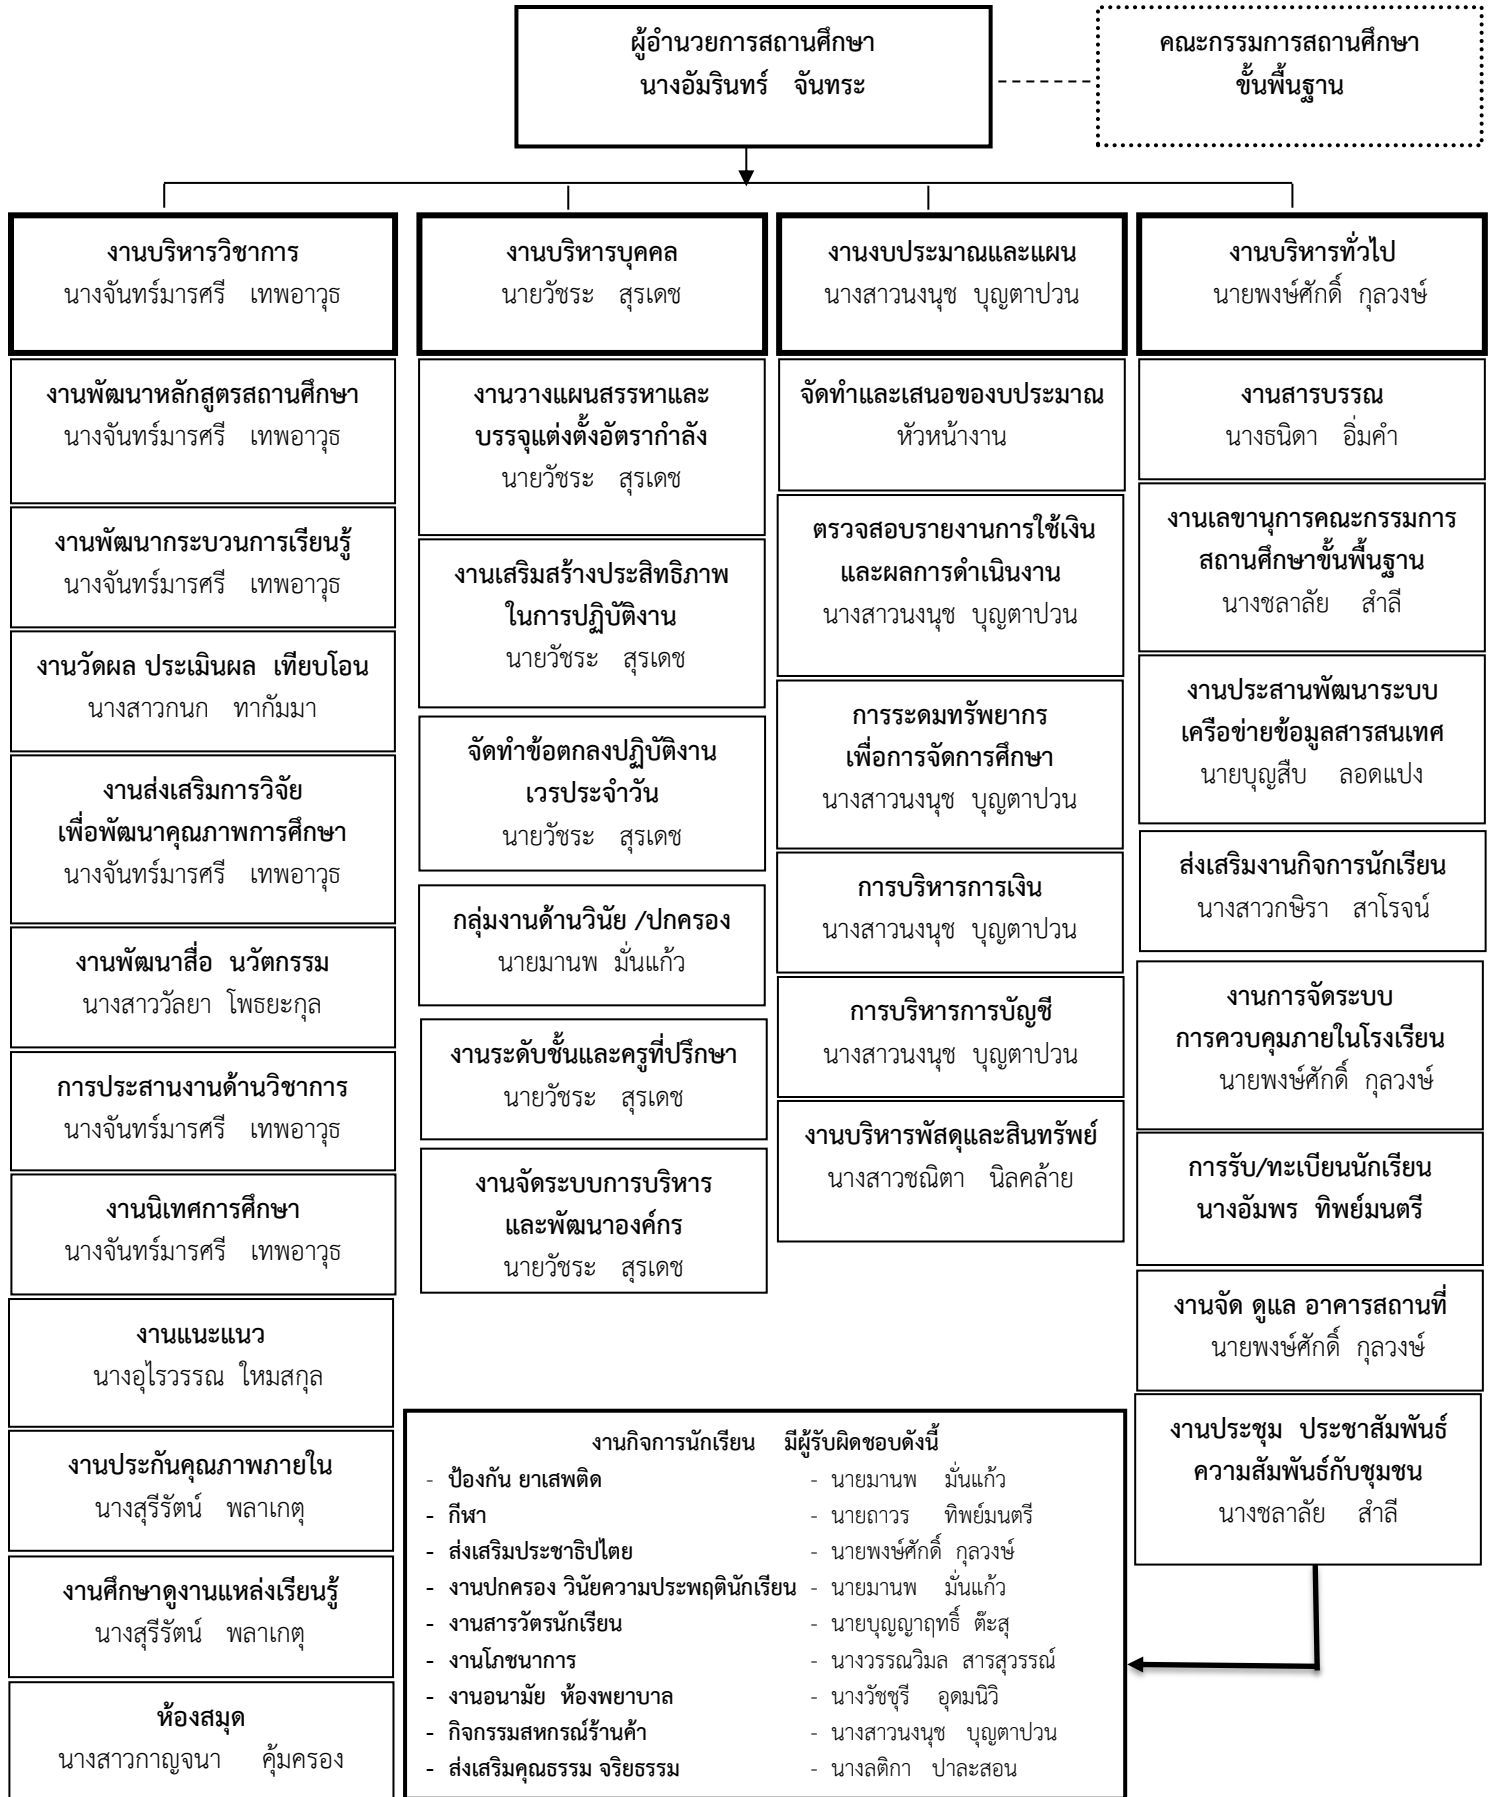 ผู้อำนวยการสถานศึกษา
นางอัมรินทร์ จันทระ
คณะกรรมการสถานศึกษา
ขั้นพื้นฐาน
งานบริหารวิชาการ
นางจันทร์มารศรี เทพอาวุธ
งานพัฒนาหลักสูตรสถานศึกษา
นางจันทร์มารศรี เทพอาวุธ
งานพัฒนากระบวนการเรียนรู้
นางจันทร์มารศรี เทพอาวุธ
งานวัดผล ประเมินผล เทียบโอน
นางสาวกนก ทากัมมา
งานส่งเสริมการวิจัย
เพื่อพัฒนาคุณภาพการศึกษา
นางจันทร์มารศรี เทพอาวุธ
งานพัฒนาสื่อ นวัตกรรม
นางสาววัลยา โพธยะกุล
การประสานงานด้านวิชาการ
นางจันทร์มารศรี เทพอาวุธ
งานนิเทศการศึกษา
นางจันทร์มารศรี เทพอาวุธ
งานแนะแนว
นางอุไรวรรณ ใหมสกุล
งานประกันคุณภาพภายใน
นางสุรีรัตน์ พลาเกตุ
งานศึกษาดูงานแหล่งเรียนรู้
นางสุรีรัตน์ พลาเกตุ
ห้องสมุด
นางสาวกาญจนา คุ้มครอง
งานบริหารบุคคล
นายวัชระ สุรเดช
งานวางแผนสรรหาและ
บรรจุแต่งตั้งอัตรากำลัง
นายวัชระ สุรเดช
งานเสริมสร้างประสิทธิภาพ
ในการปฏิบัติงาน
นายวัชระ สุรเดช
จัดทำข้อตกลงปฏิบัติงาน
เวรประจำวัน
นายวัชระ สุรเดช
กลุ่มงานด้านวินัย /ปกครอง
นายมานพ มั่นแก้ว
งานระดับชั้นและครูที่ปรึกษา
นายวัชระ สุรเดช
งานจัดระบบการบริหาร
และพัฒนาองค์กร
นายวัชระ สุรเดช
งานงบประมาณและแผน
นางสาวนงนุช บุญตาปวน
จัดทำและเสนอของบประมาณ
หัวหน้างาน
ตรวจสอบรายงานการใช้เงิน
และผลการดำเนินงาน
นางสาวนงนุช บุญตาปวน
การระดมทรัพยากร
เพื่อการจัดการศึกษา
นางสาวนงนุช บุญตาปวน
การบริหารการเงิน
นางสาวนงนุช บุญตาปวน
การบริหารการบัญชี
นางสาวนงนุช บุญตาปวน
งานบริหารพัสดุและสินทรัพย์
นางสาวชณิตา นิลคล้าย
งานบริหารทั่วไป
นายพงษ์ศักดิ์ กุลวงษ์
งานสารบรรณ
นางธนิดา อิ่มคำ
งานเลขานุการคณะกรรมการ
สถานศึกษาขั้นพื้นฐาน
นางชลาลัย สำลี
งานประสานพัฒนาระบบ
เครือข่ายข้อมูลสารสนเทศ
นายบุญสืบ ลอดแปง
ส่งเสริมงานกิจการนักเรียน
นางสาวกษิรา สาโรจน์
งานการจัดระบบ
การควบคุมภายในโรงเรียน
นายพงษ์ศักดิ์ กุลวงษ์
การรับ/ทะเบียนนักเรียน
นางอัมพร ทิพย์มนตรี
งานจัด ดูแล อาคารสถานที่
นายพงษ์ศักดิ์ กุลวงษ์
งานประชุม ประชาสัมพันธ์
ความสัมพันธ์กับชุมชน
นางชลาลัย สำลี
งานกิจการนักเรียน มีผู้รับผิดชอบดังนี้
- ป้องกัน ยาเสพติด - นายมานพ มั่นแก้ว
- กีฬา - นายถาวร ทิพย์มนตรี
- ส่งเสริมประชาธิปไตย - นายพงษ์ศักดิ์ กุลวงษ์
- งานปกครอง วินัยความประพฤตินักเรียน - นายมานพ มั่นแก้ว
- งานสารวัตรนักเรียน - นายบุญญาฤทธิ์ ต๊ะสุ
- งานโภชนาการ - นางวรรณวิมล สารสุวรรณ์
- งานอนามัย ห้องพยาบาล - นางวัชชุรี อุดมนิวิ
- กิจกรรมสหกรณ์ร้านค้า - นางสาวนงนุช บุญตาปวน
- ส่งเสริมคุณธรรม จริยธรรม - นางลติกา ปาละสอน